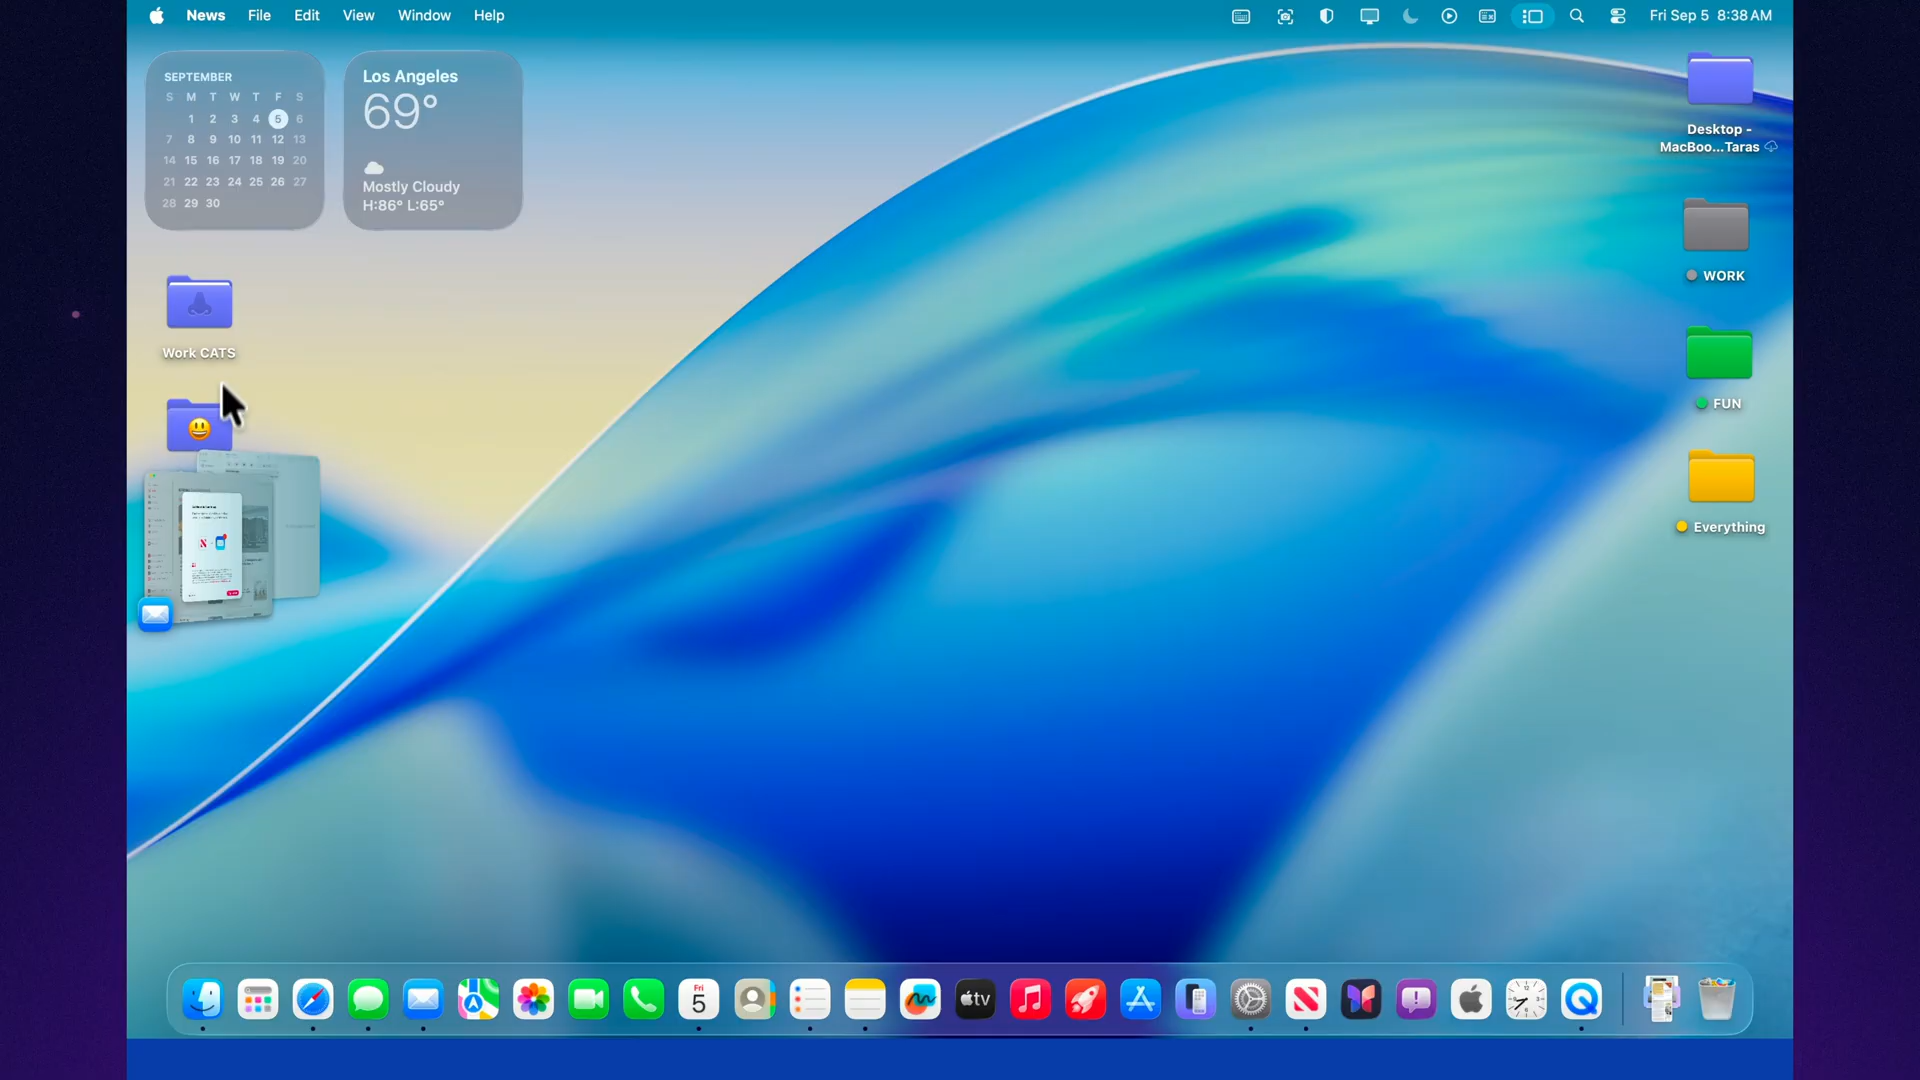 News File Edit View Window Help
Fri Sep 5 8:38 AM
SEPTEMBER
S M T W T F S
1 2 3 4 5 6
7 8 9 10 11 12 13
14 15 16 17 18 19 20
21 22 23 24 25 26 27
28 29 30
Los Angeles
69°
Mostly Cloudy
H:86° L:65°
Desktop -
MacBoo...Taras
WORK
FUN
Everything
Work CATS
Fri
5
tv